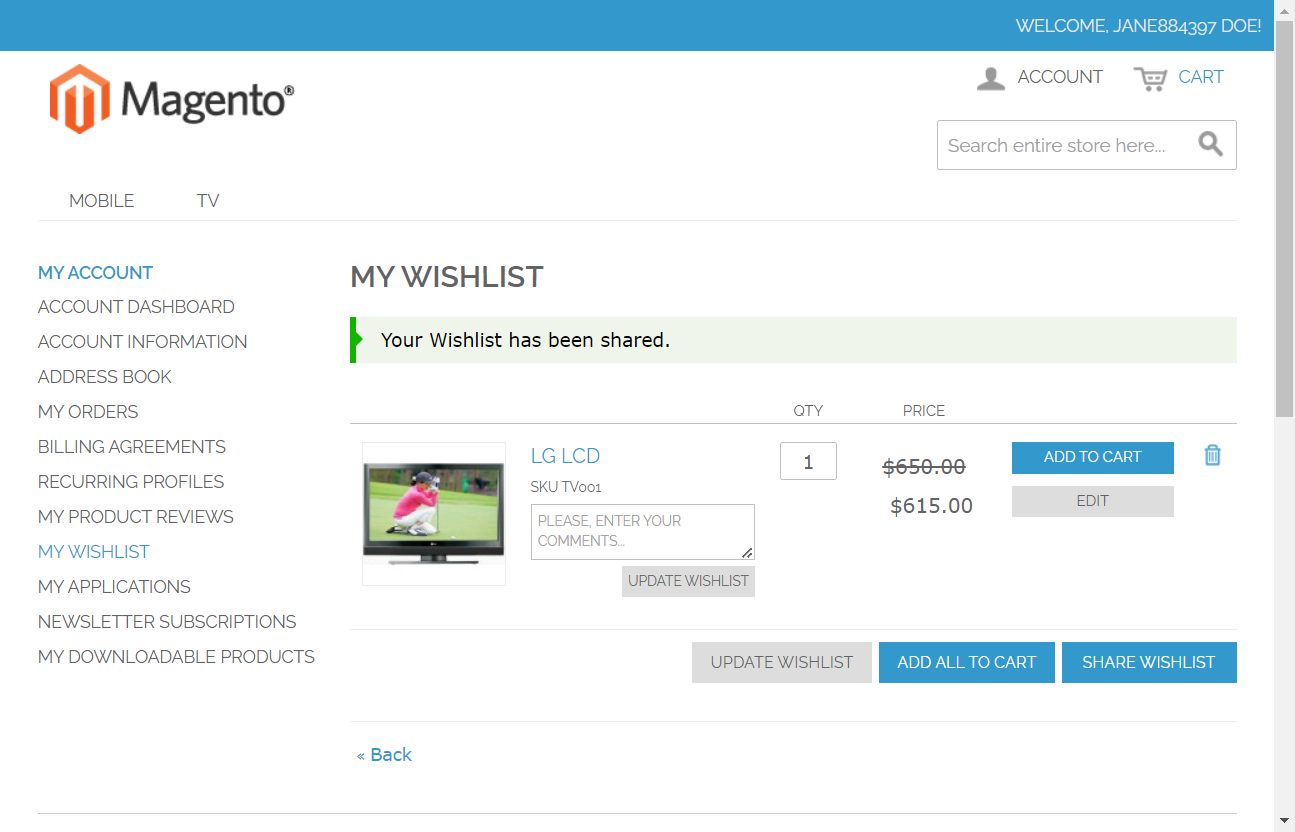 WELCOME, JANE884397 DOE!
Magento®
ACCOUNT
CART
Search entire store here...
MOBILE
TV
MY ACCOUNT
ACCOUNT DASHBOARD
ACCOUNT INFORMATION
ADDRESS BOOK
MY ORDERS
BILLING AGREEMENTS
RECURRING PROFILES
MY PRODUCT REVIEWS
MY WISHLIST
MY APPLICATIONS
NEWSLETTER SUBSCRIPTIONS
MY DOWNLOADABLE PRODUCTS
MY WISHLIST
Your Wishlist has been shared.
QTY PRICE
LG LCD
SKU TV001
PLEASE, ENTER YOUR
COMMENTS...
UPDATE WISHLIST
1
$650.00
$615.00
ADD TO CART
EDIT
UPDATE WISHLIST
ADD ALL TO CART
SHARE WISHLIST
« Back